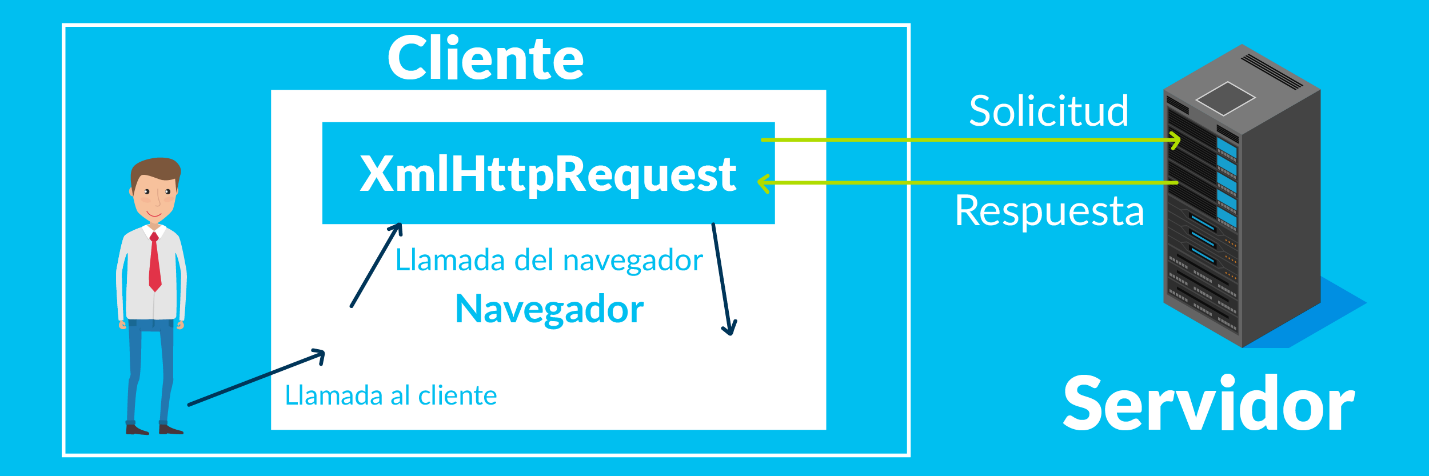 Cliente
XmlHttpRequest
Solicitud
Respuesta
Llamada del navegador
Navegador
Llamada al cliente
Servidor